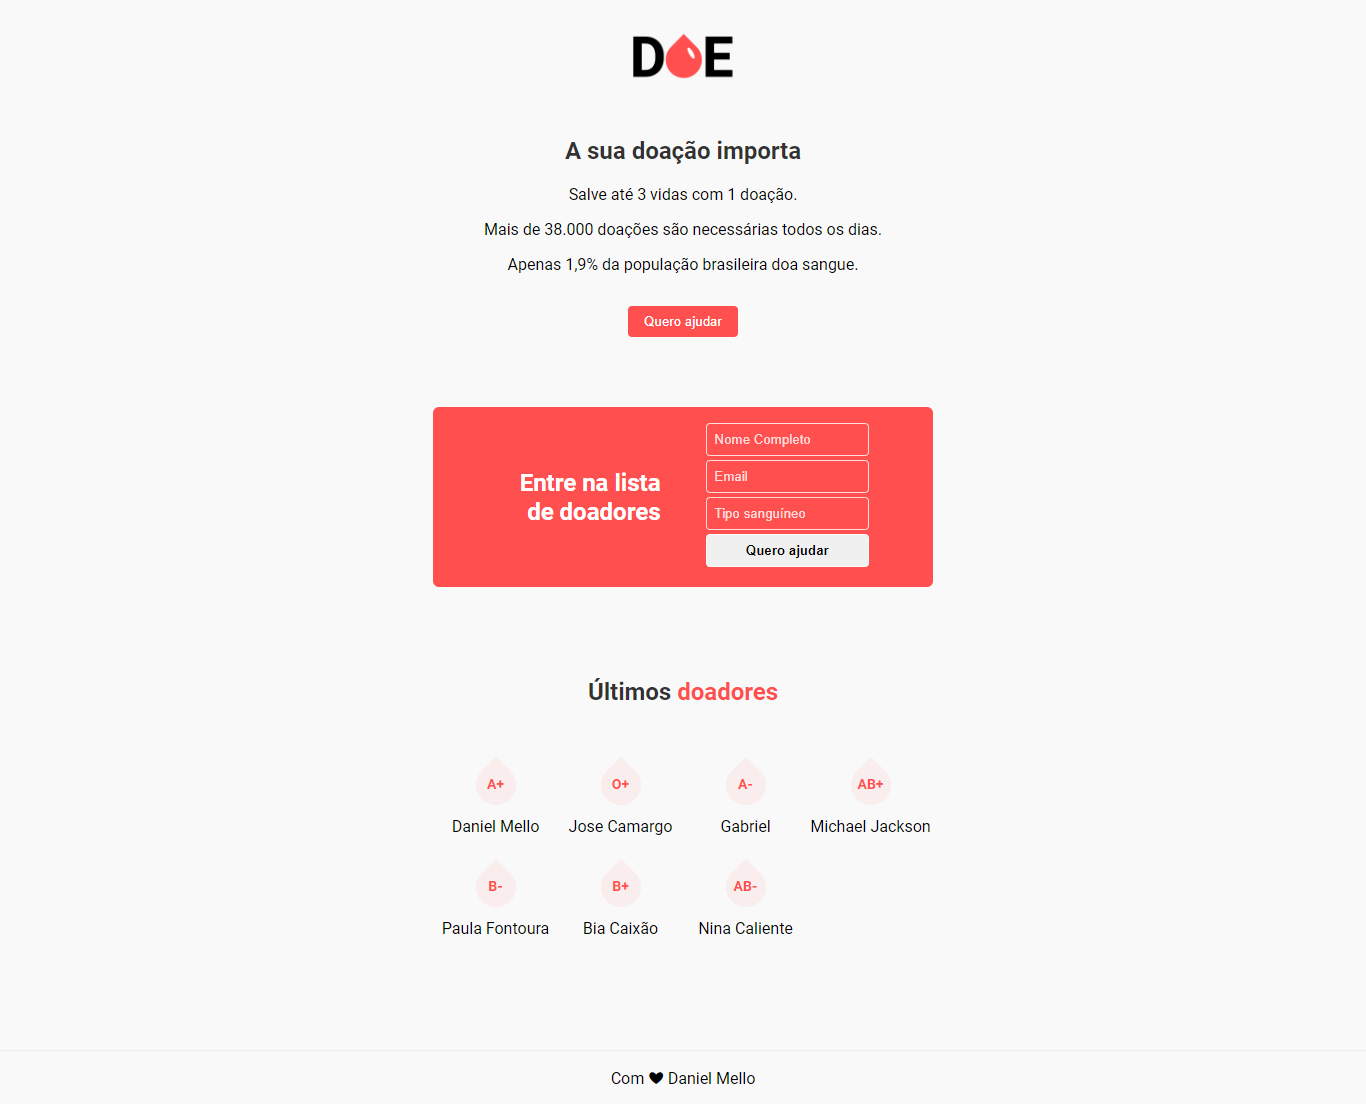 DOE
A sua doação importa
Salve até 3 vidas com 1 doação.
Mais de 38.000 doações são necessárias todos os dias.
Apenas 1,9% da população brasileira doa sangue.
Quero ajudar
Entre na lista
de doadores
Nome Completo
Email
Tipo sanguíneo
Quero ajudar
Últimos doadores
A+ O+ A- AB+
Daniel Mello Jose Camargo Gabriel Michael Jackson
B- B+ AB-
Paula Fontoura Bia Caixão Nina Caliente
Com ♥ Daniel Mello